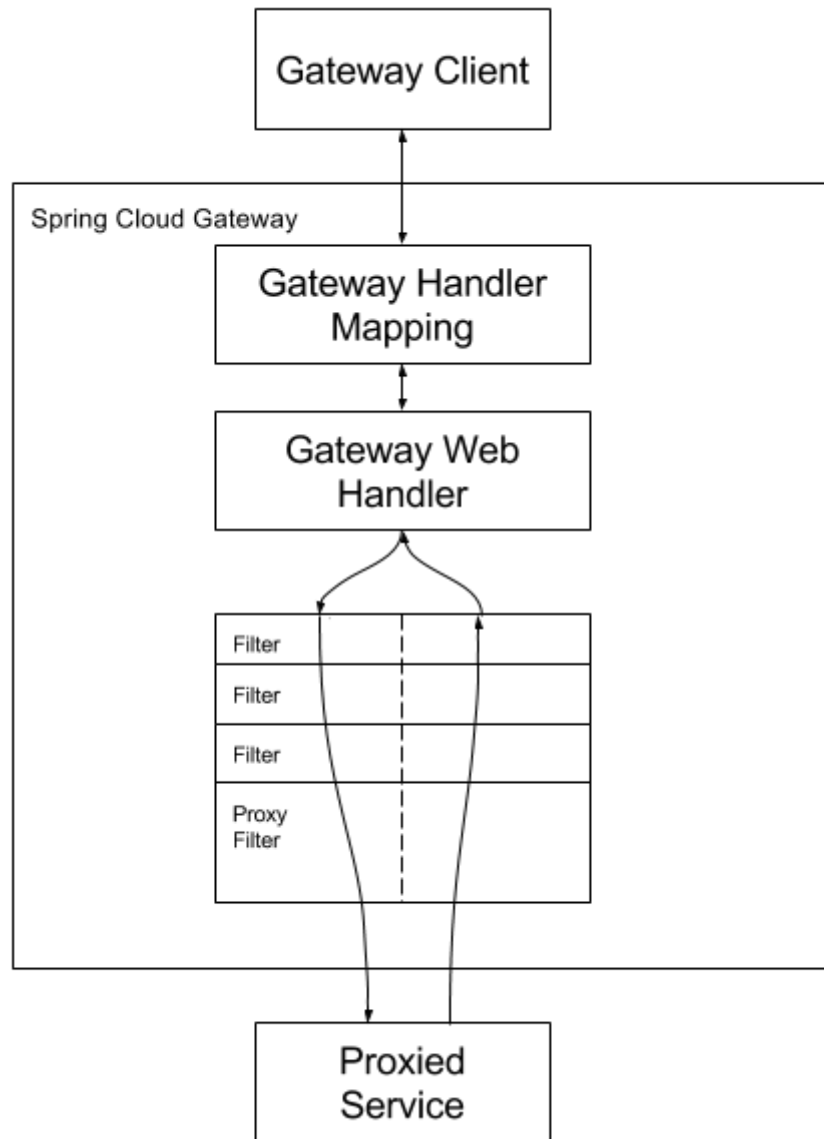 Gateway Client
Spring Cloud Gateway
Gateway Handler
Mapping
Gateway Web
Handler
Filter
Filter
Filter
Proxy
Filter
Proxied
Service